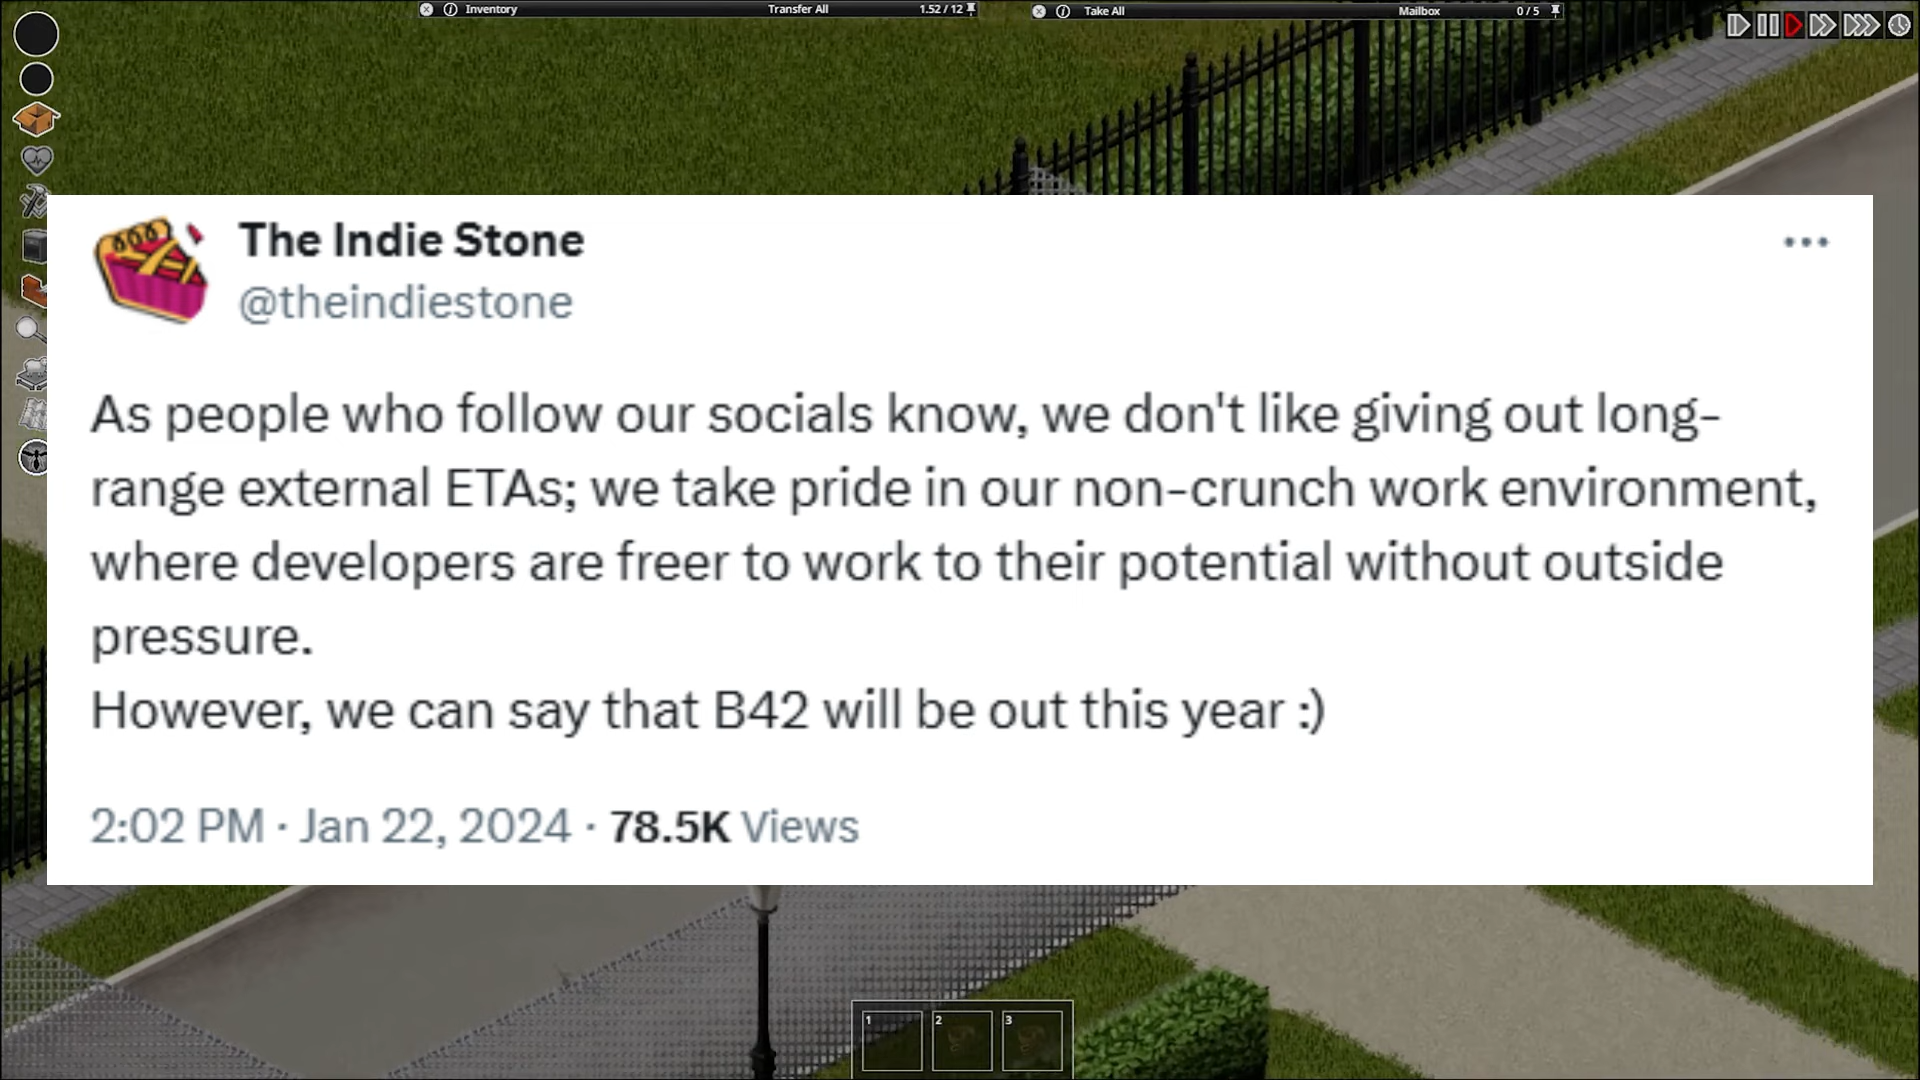 Inventory Transfer All 1.52 / 12
Take All Mailbox 0 / 5
The Indie Stone
@theindiestone
As people who follow our socials know, we don't like giving out long-
range external ETAs; we take pride in our non-crunch work environment,
where developers are freer to work to their potential without outside
pressure.
However, we can say that B42 will be out this year :)
2:02 PM · Jan 22, 2024 · 78.5K Views
1 2 3